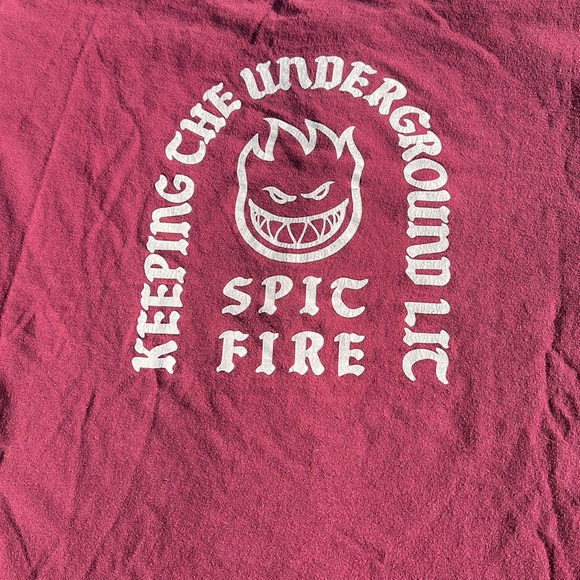 KEEPING THE UNDERGROUND LIT
SPIT
FIRE